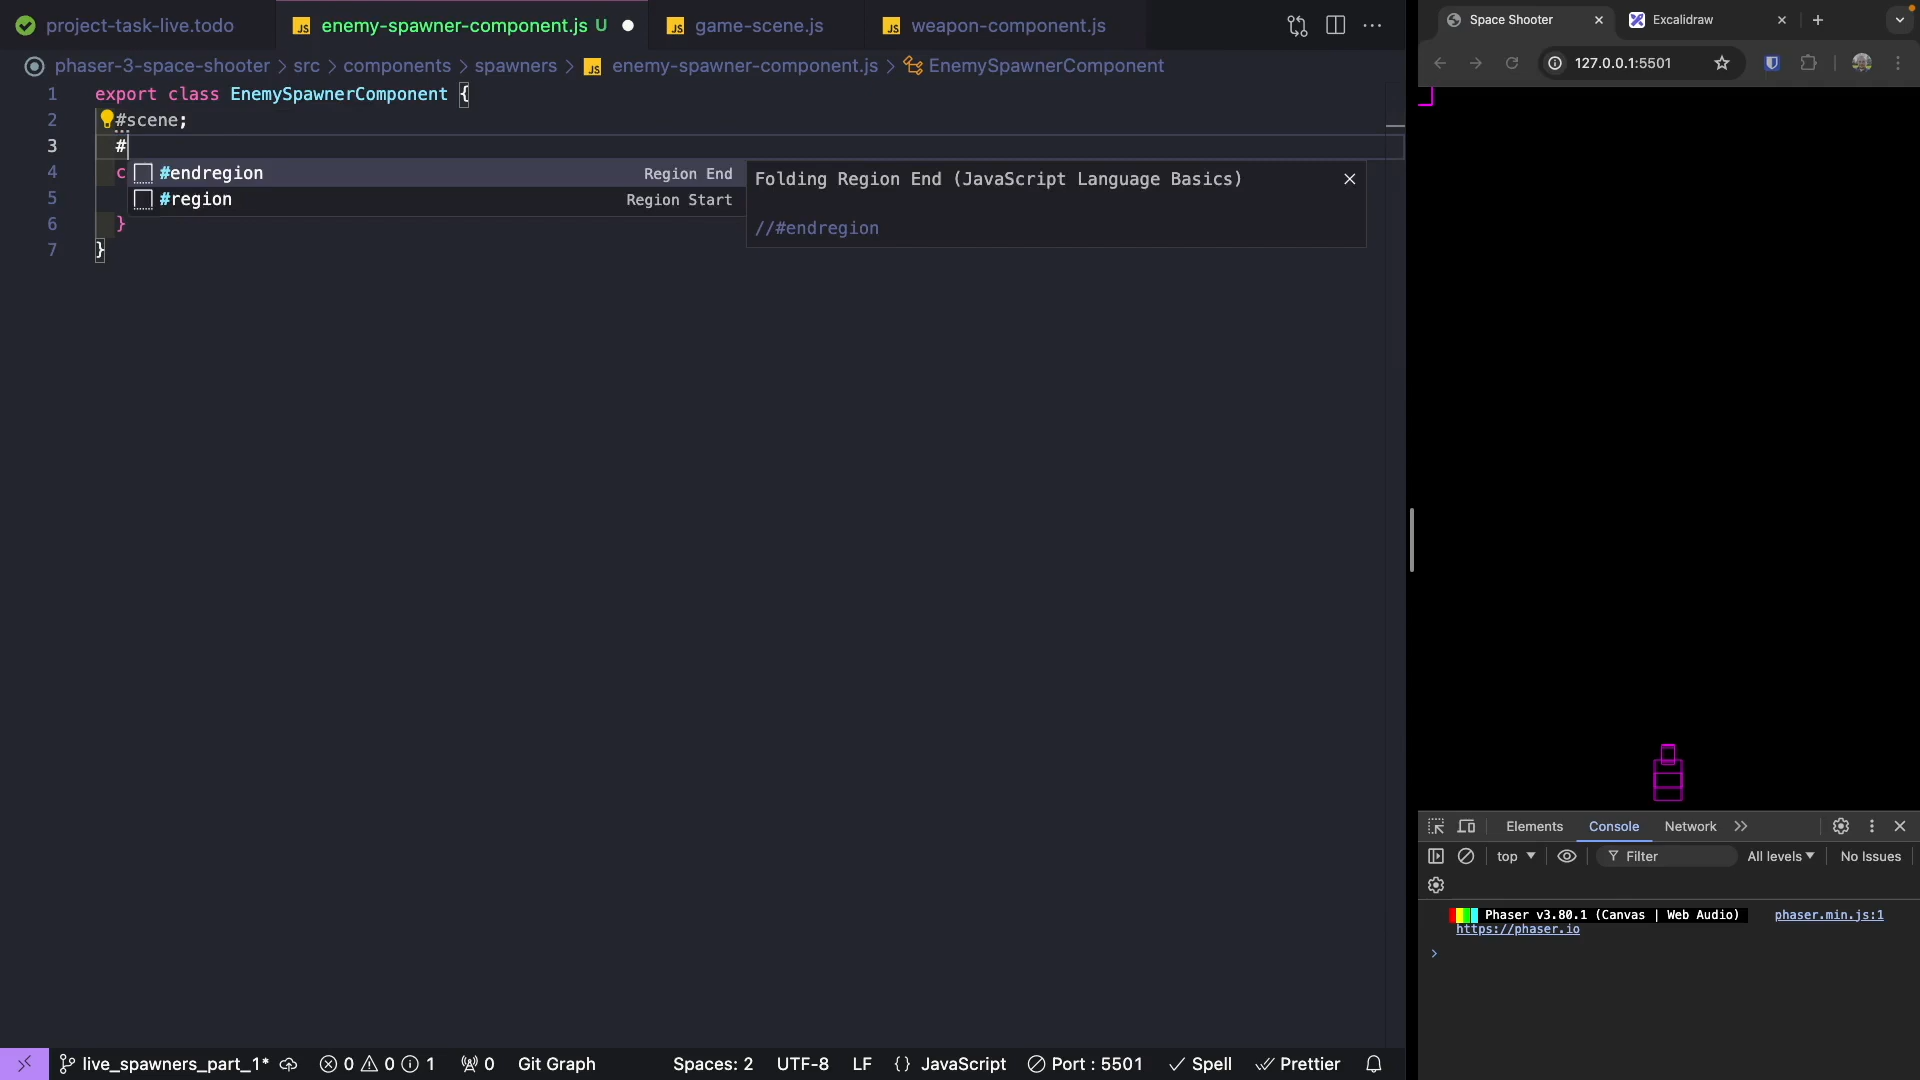 project-task-live.todo
enemy-spawner-component.js U
game-scene.js
weapon-component.js
phaser-3-space-shooter > src > components > spawners > enemy-spawner-component.js > EnemySpawnerComponent
1 export class EnemySpawnerComponent {
2 #scene;
3 #
4 c
5
6 }
7 }
#endregion Region End
#region Region Start
Folding Region End (JavaScript Language Basics)
//#endregion
live_spawners_part_1* 0 0 1 0 Git Graph Spaces: 2 UTF-8 LF {} JavaScript Port : 5501 Spell Prettier
Space Shooter
Excalidraw
127.0.0.1:5501
Elements Console Network
top Filter All levels No Issues
Phaser v3.80.1 (Canvas | Web Audio) phaser.min.js:1
https://phaser.io